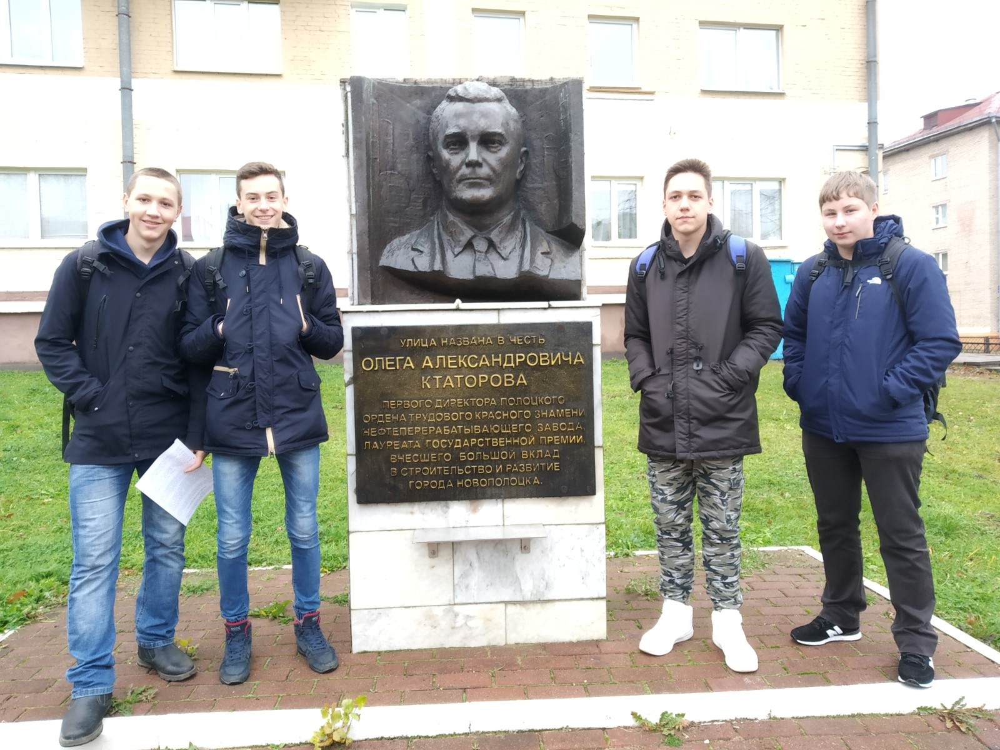 УЛИЦА НАЗВАНА В ЧЕСТЬ
ОЛЕГА АЛЕКСАНДРОВИЧА
КТАТОРОВА
ПЕРВОГО ДИРЕКТОРА ПОЛОЦКОГО
ОРДЕНА ТРУДОВОГО КРАСНОГО ЗНАМЕНИ
НЕФТЕПЕРЕРАБАТЫВАЮЩЕГО ЗАВОДА,
ЛАУРЕАТА ГОСУДАРСТВЕННОЙ ПРЕМИИ,
ВНЕСШЕГО БОЛЬШОЙ ВКЛАД
В СТРОИТЕЛЬСТВО И РАЗВИТИЕ
ГОРОДА НОВОПОЛОЦКА.